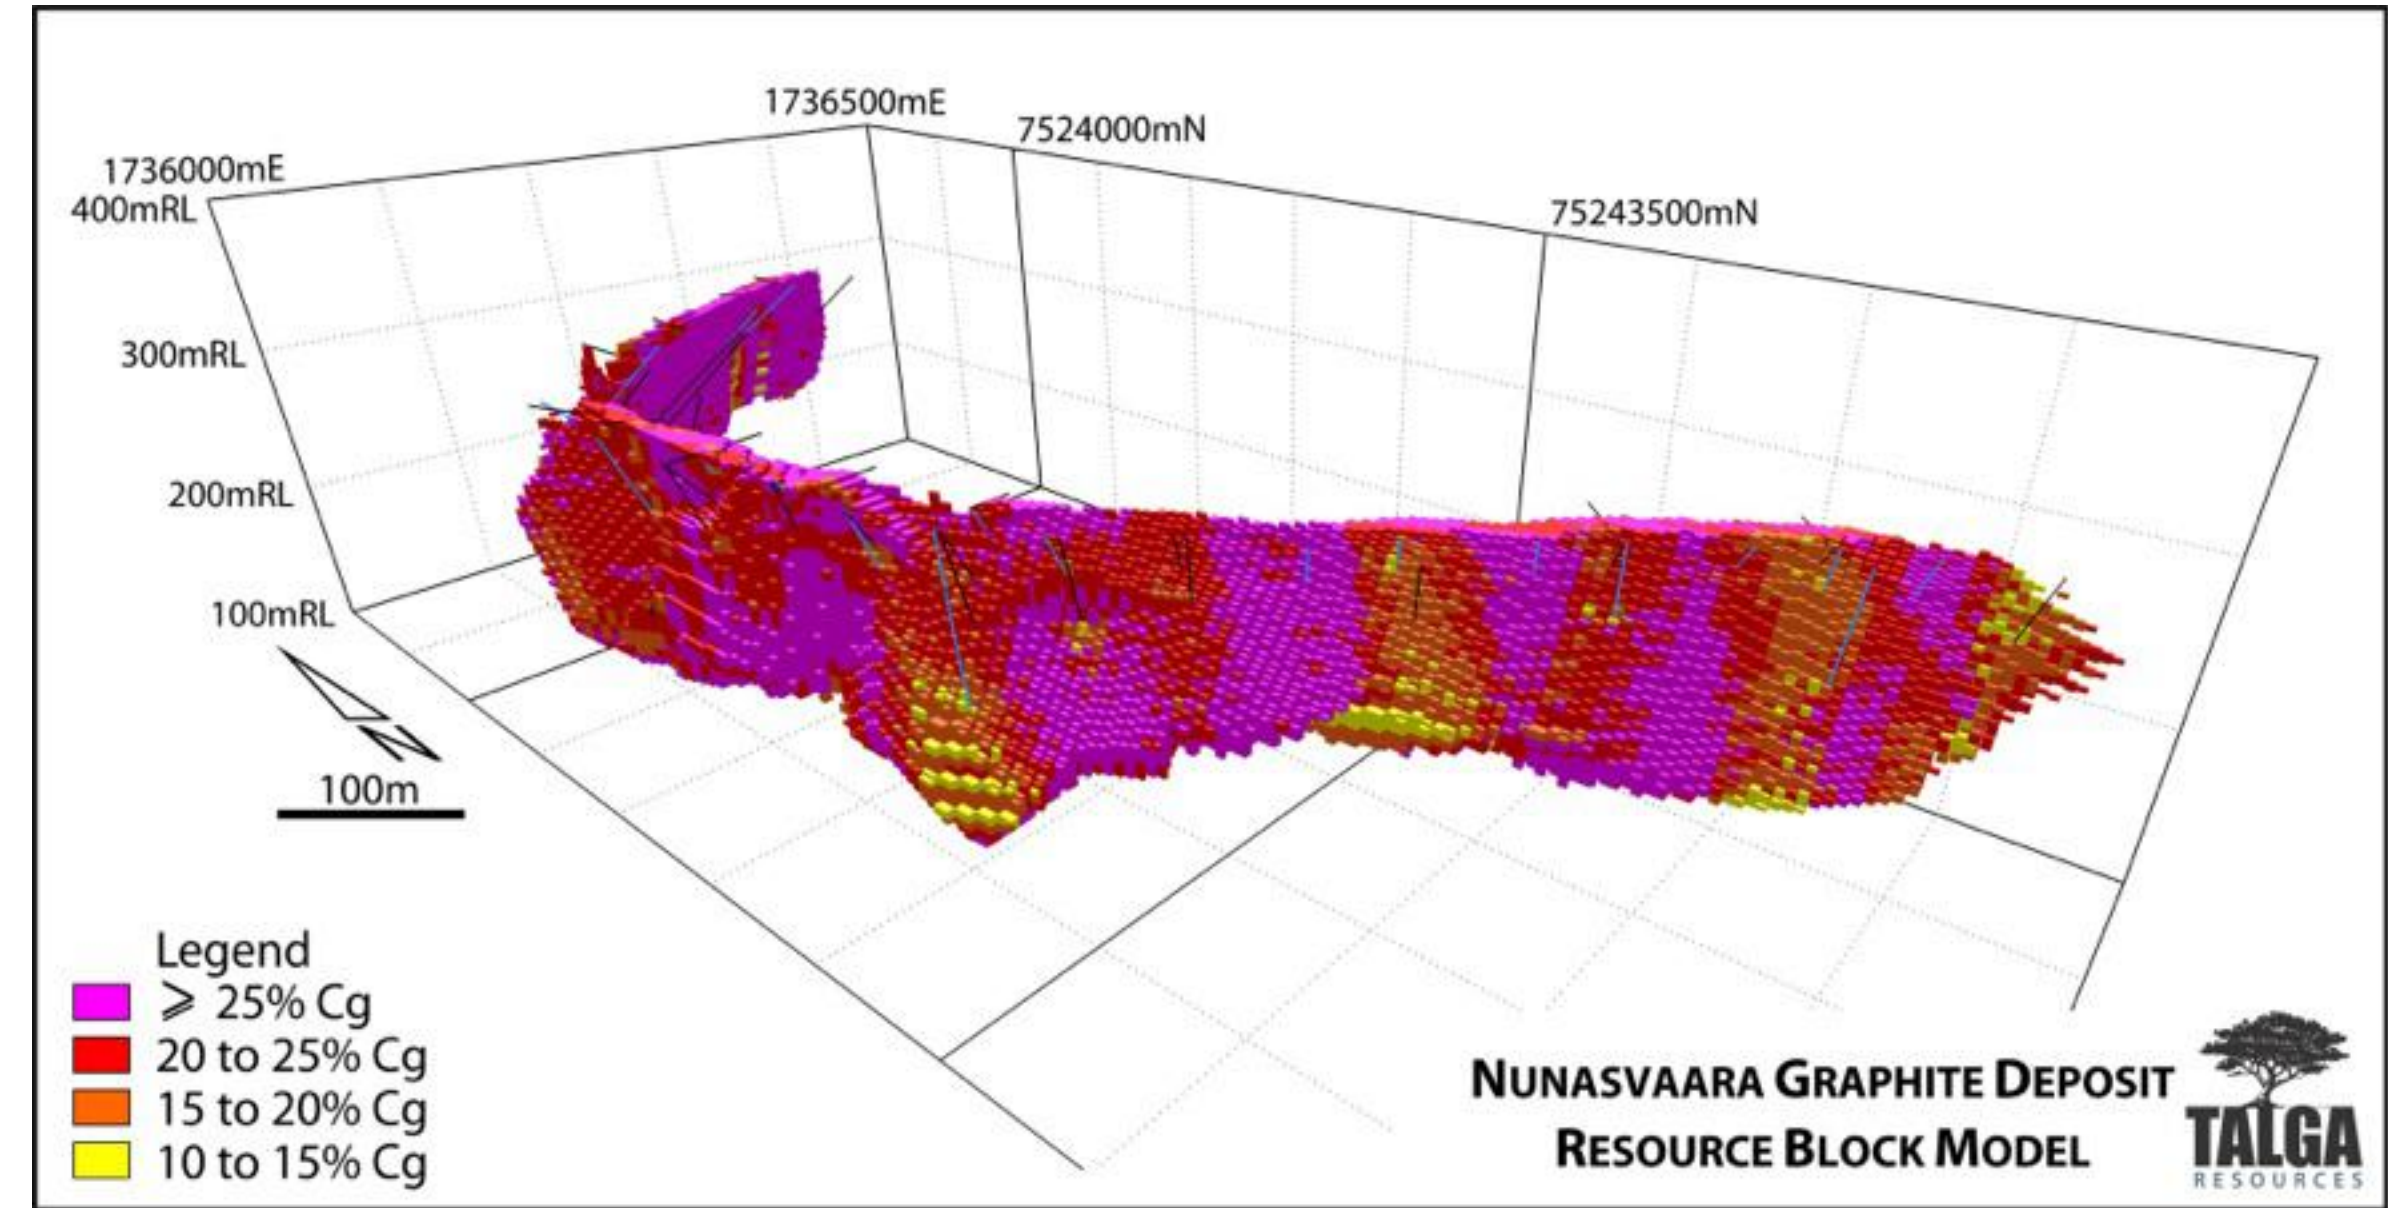 1736500mE
7524000mN
1736000mE
400mRL
75243500mN
300mRL
200mRL
100mRL
100m
Legend
⩾ 25% Cg
20 to 25% Cg
15 to 20% Cg
10 to 15% Cg
NUNASVAARA GRAPHITE DEPOSIT
RESOURCE BLOCK MODEL
TALGA
RESOURCES